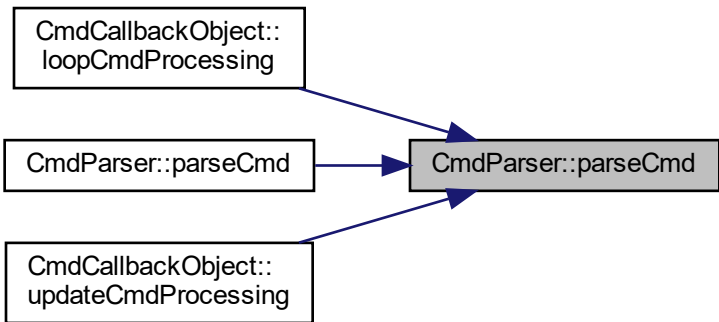 CmdCallbackObject::
loopCmdProcessing
CmdParser::parseCmd
CmdParser::parseCmd
CmdCallbackObject::
updateCmdProcessing